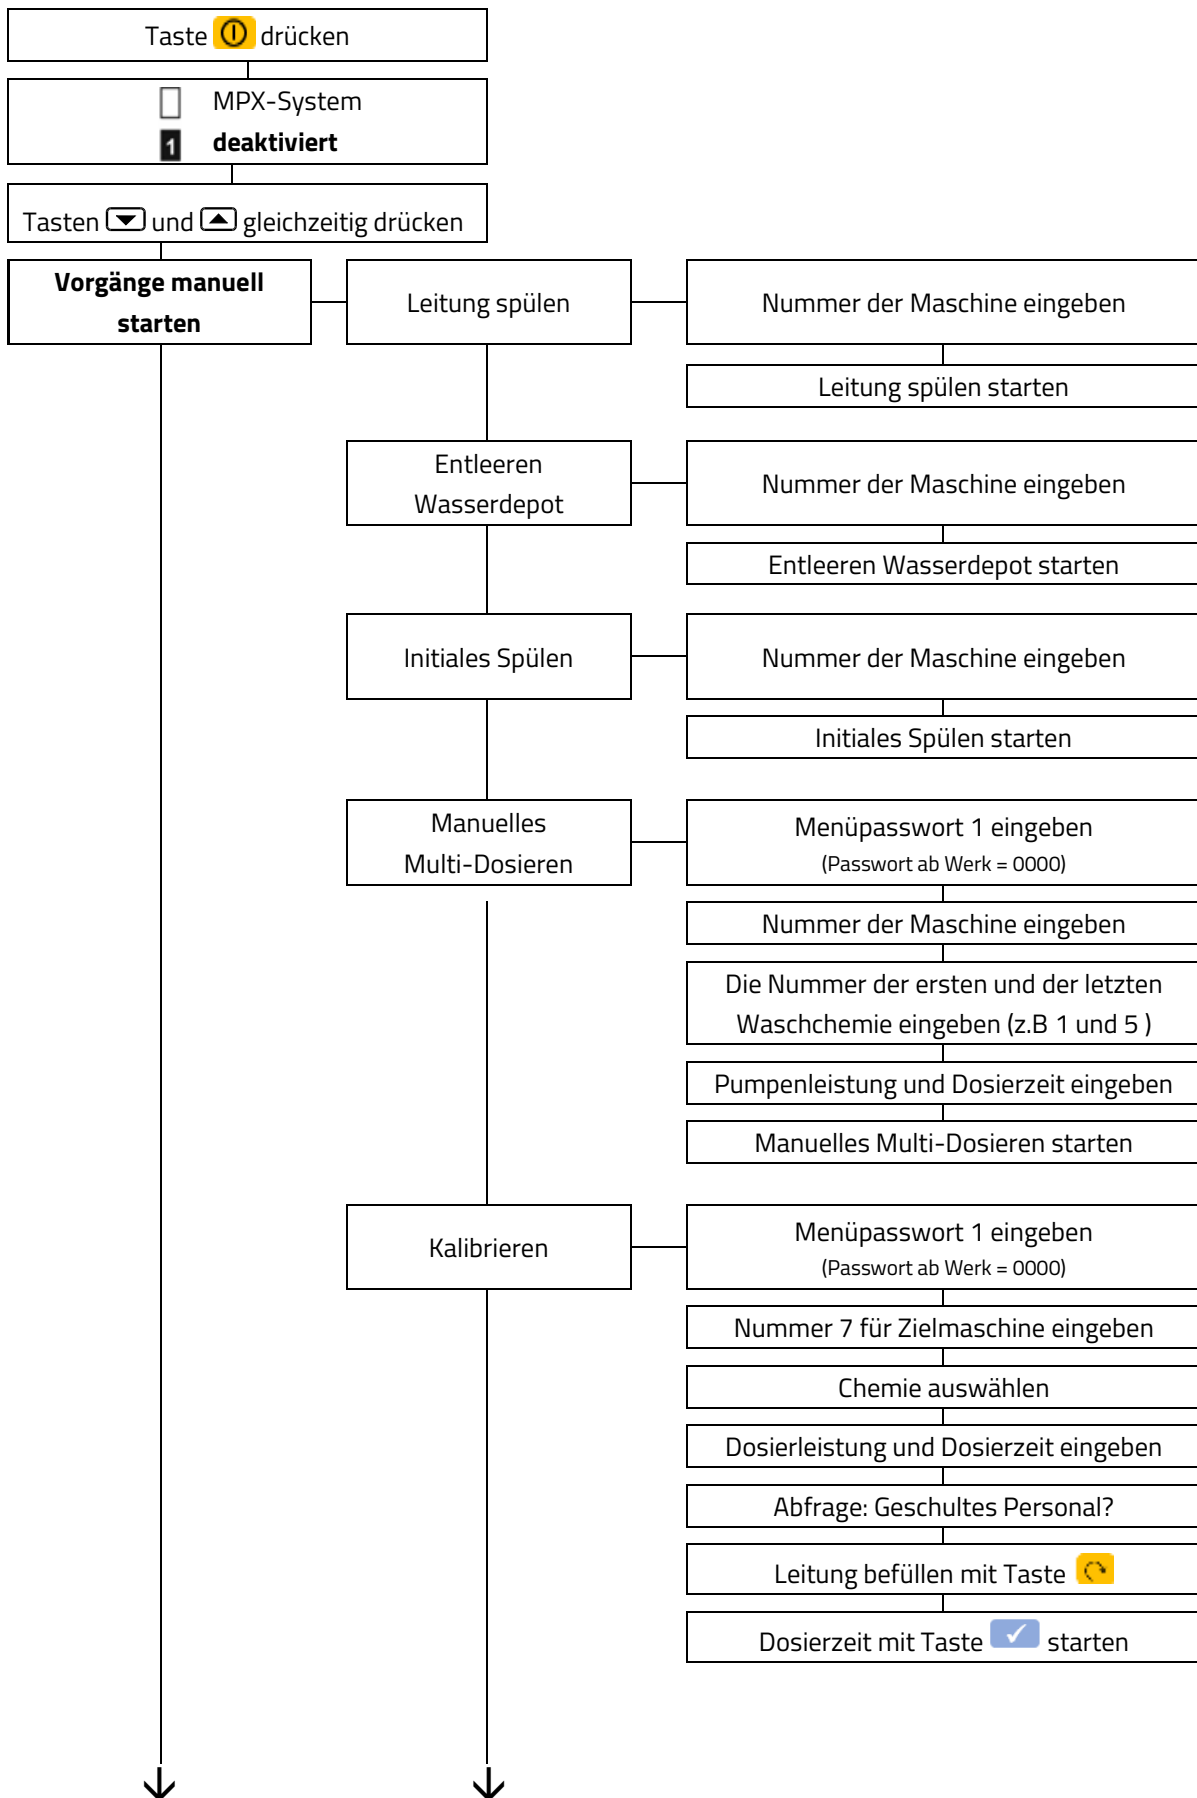 Taste drücken
MPX-System
1 deaktiviert
Tasten und gleichzeitig drücken
Vorgänge manuell
starten
Leitung spülen
Nummer der Maschine eingeben
Leitung spülen starten
Entleeren
Wasserdepot
Nummer der Maschine eingeben
Entleeren Wasserdepot starten
Initiales Spülen
Nummer der Maschine eingeben
Initiales Spülen starten
Manuelles
Multi-Dosieren
Menüpasswort 1 eingeben
(Passwort ab Werk = 0000)
Nummer der Maschine eingeben
Die Nummer der ersten und der letzten
Waschchemie eingeben (z.B 1 und 5 )
Pumpenleistung und Dosierzeit eingeben
Manuelles Multi-Dosieren starten
Kalibrieren
Menüpasswort 1 eingeben
(Passwort ab Werk = 0000)
Nummer 7 für Zielmaschine eingeben
Chemie auswählen
Dosierleistung und Dosierzeit eingeben
Abfrage: Geschultes Personal?
Leitung befüllen mit Taste
Dosierzeit mit Taste starten